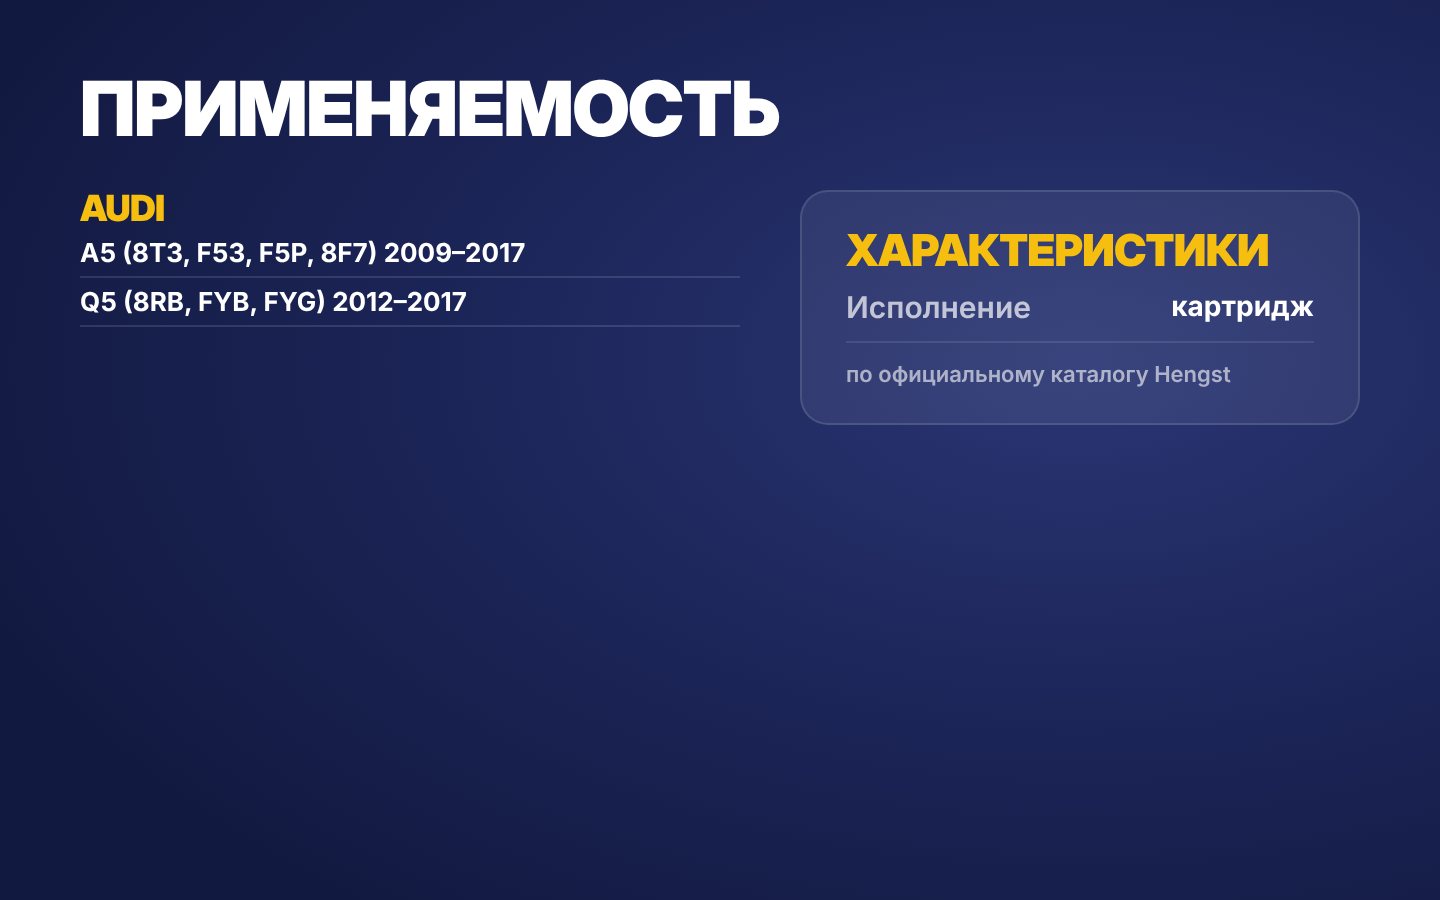 ПРИМЕНЯЕМОСТЬ
AUDI
A5 (8T3, F53, F5P, 8F7) 2009–2017
Q5 (8RB, FYB, FYG) 2012–2017
ХАРАКТЕРИСТИКИ
Исполнение картридж
по официальному каталогу Hengst